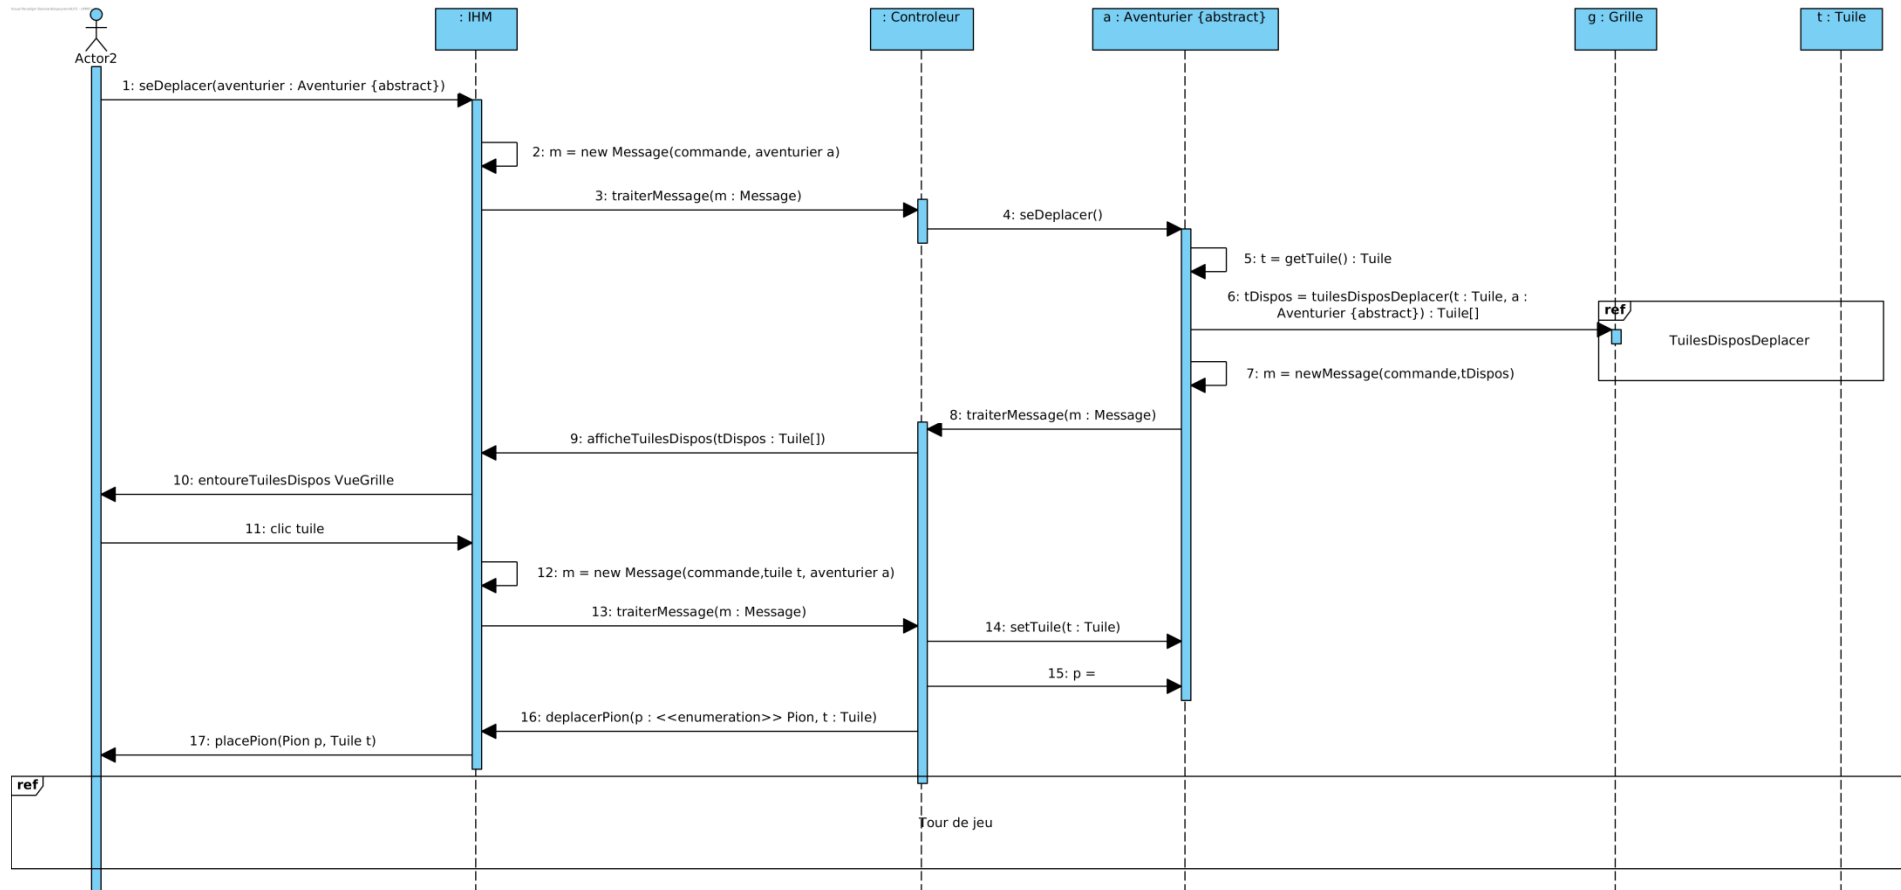 : IHM
: Controleur
a : Aventurier {abstract}
g : Grille
t : Tuile
Actor2
1: seDeplacer(aventurier : Aventurier {abstract})
2: m = new Message(commande, aventurier a)
3: traiterMessage(m : Message)
4: seDeplacer()
5: t = getTuile() : Tuile
6: tDispos = tuilesDisposDeplacer(t : Tuile, a :
Aventurier {abstract}) : Tuile[]
ref
TuilesDisposDeplacer
7: m = newMessage(commande,tDispos)
8: traiterMessage(m : Message)
9: afficheTuilesDispos(tDispos : Tuile[])
10: entoureTuilesDispos VueGrille
11: clic tuile
12: m = new Message(commande,tuile t, aventurier a)
13: traiterMessage(m : Message)
14: setTuile(t : Tuile)
15: p =
16: deplacerPion(p : <<enumeration>> Pion, t : Tuile)
17: placePion(Pion p, Tuile t)
ref
Tour de jeu